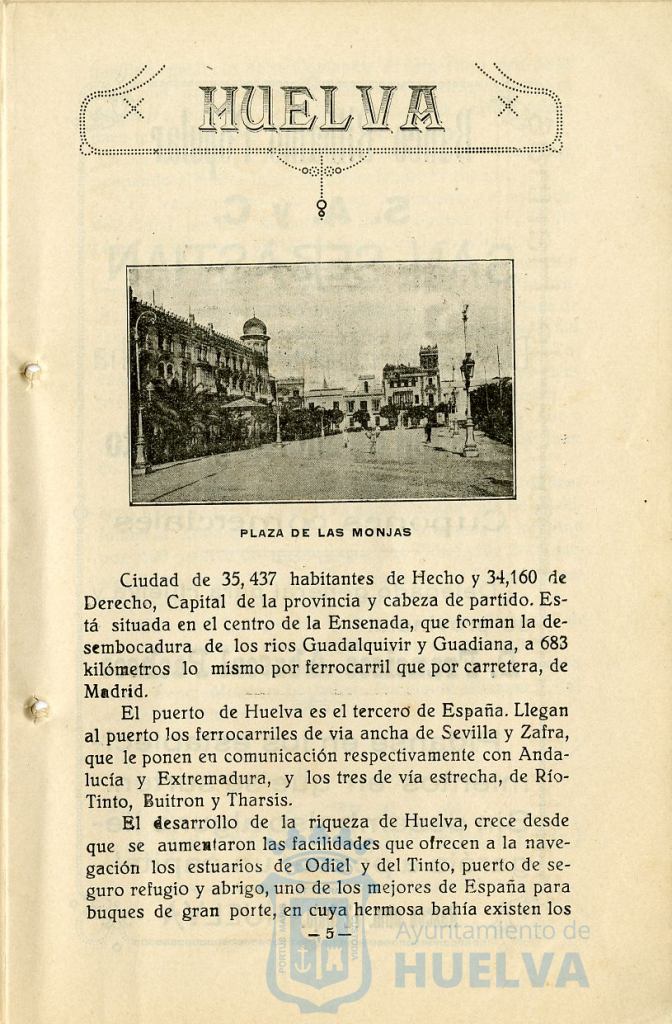 HUELVA
PLAZA DE LAS MONJAS
Ciudad de 35,437 habitantes de Hecho y 34,160 de
Derecho, Capital de la provincia y cabeza de partido. Es-
tá situada en el centro de la Ensenada, que forman la de-
sembocadura de los rios Guadalquivir y Guadiana, a 683
kilómetros lo mismo por ferrocarril que por carretera, de
Madrid.
El puerto de Huelva es el tercero de España. Llegan
al puerto los ferrocarriles de via ancha de Sevilla y Zafra,
que le ponen en comunicación respectivamente con Anda-
lucía y Extremadura, y los tres de vía estrecha, de Río-
Tinto, Buitron y Tharsis.
El desarrollo de la riqueza de Huelva, crece desde
que se aumentaron las facilidades que ofrecen a la nave-
gación los estuarios de Odiel y del Tinto, puerto de se-
guro refugio y abrigo, uno de los mejores de España para
buques de gran porte, en cuya hermosa bahía existen los
— 5 —
Ayuntamiento de
HUELVA